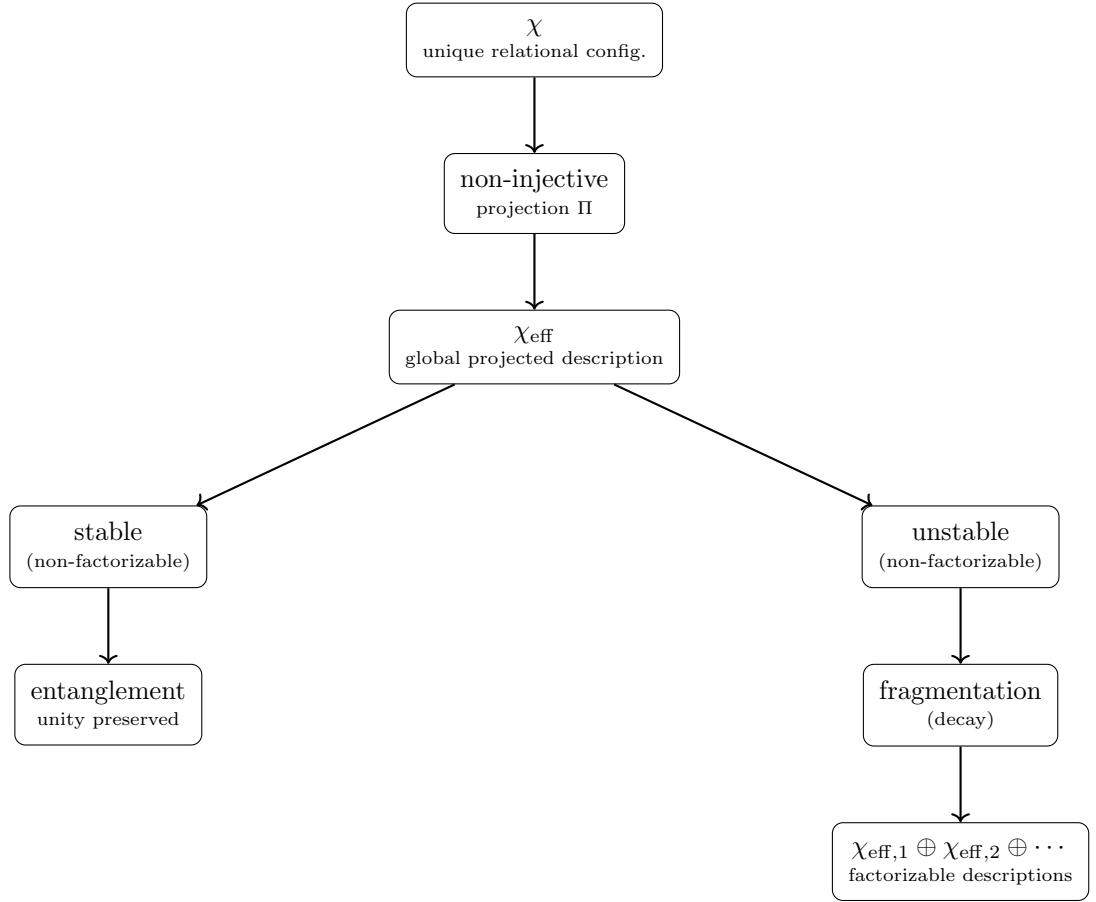 χ
unique relational config.
non-injective
projection Π
χeff
global projected description
stable
(non-factorizable)
unstable
(non-factorizable)
entanglement
unity preserved
fragmentation
(decay)
χeff,1 ⊕ χeff,2 ⊕ ⋯
factorizable descriptions